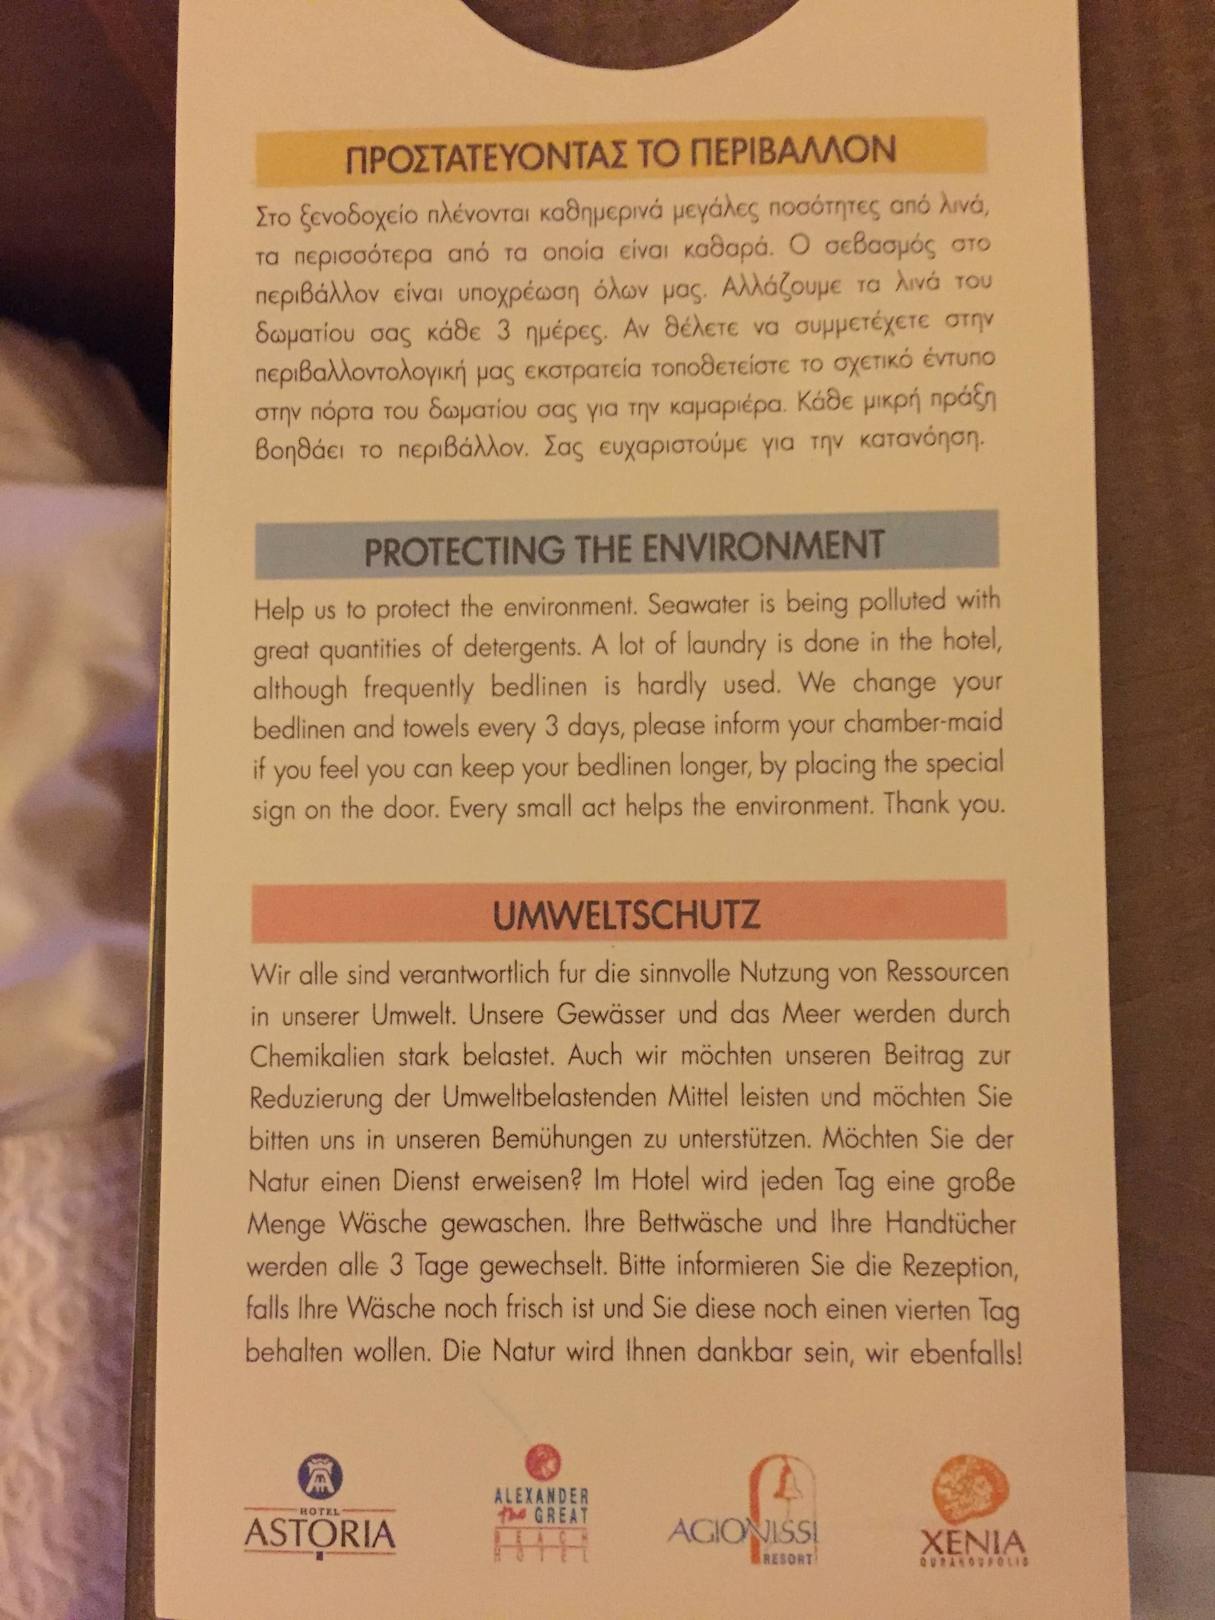 ΠΡΟΣΤΑΤΕΥΟΝΤΑΣ ΤΟ ΠΕΡΙΒΑΛΛΟΝ
Στο ξενοδοχείο πλένονται καθημερινά μεγάλες ποσότητες από λινά,
τα περισσότερα από τα οποία είναι καθαρά. Ο σεβασμός στο
περιβάλλον είναι υποχρέωση όλων μας. Αλλάζουμε τα λινά του
δωματίου σας κάθε 3 ημέρες. Αν θέλετε να συμμετέχετε στην
περιβαλλοντολογική μας εκστρατεία τοποθετείστε το σχετικό έντυπο
στην πόρτα του δωματίου σας για την καμαριέρα. Κάθε μικρή πράξη
βοηθάει το περιβάλλον. Σας ευχαριστούμε για την κατανόηση.
PROTECTING THE ENVIRONMENT
Help us to protect the environment. Seawater is being polluted with
great quantities of detergents. A lot of laundry is done in the hotel,
although frequently bedlinen is hardly used. We change your
bedlinen and towels every 3 days, please inform your chamber-maid
if you feel you can keep your bedlinen longer, by placing the special
sign on the door. Every small act helps the environment. Thank you.
UMWELTSCHUTZ
Wir alle sind verantwortlich fur die sinnvolle Nutzung von Ressourcen
in unserer Umwelt. Unsere Gewässer und das Meer werden durch
Chemikalien stark belastet. Auch wir möchten unseren Beitrag zur
Reduzierung der Umweltbelastenden Mittel leisten und möchten Sie
bitten uns in unseren Bemühungen zu unterstützen. Möchten Sie der
Natur einen Dienst erweisen? Im Hotel wird jeden Tag eine große
Menge Wäsche gewaschen. Ihre Bettwäsche und Ihre Handtücher
werden alle 3 Tage gewechselt. Bitte informieren Sie die Rezeption,
falls Ihre Wäsche noch frisch ist und Sie diese noch einen vierten Tag
behalten wollen. Die Natur wird Ihnen dankbar sein, wir ebenfalls!
HOTEL
ASTORIA
ALEXANDER
the GREAT
BEACH
HOTEL
AGIONISSI
RESORT
XENIA
OURANOUPOLIS